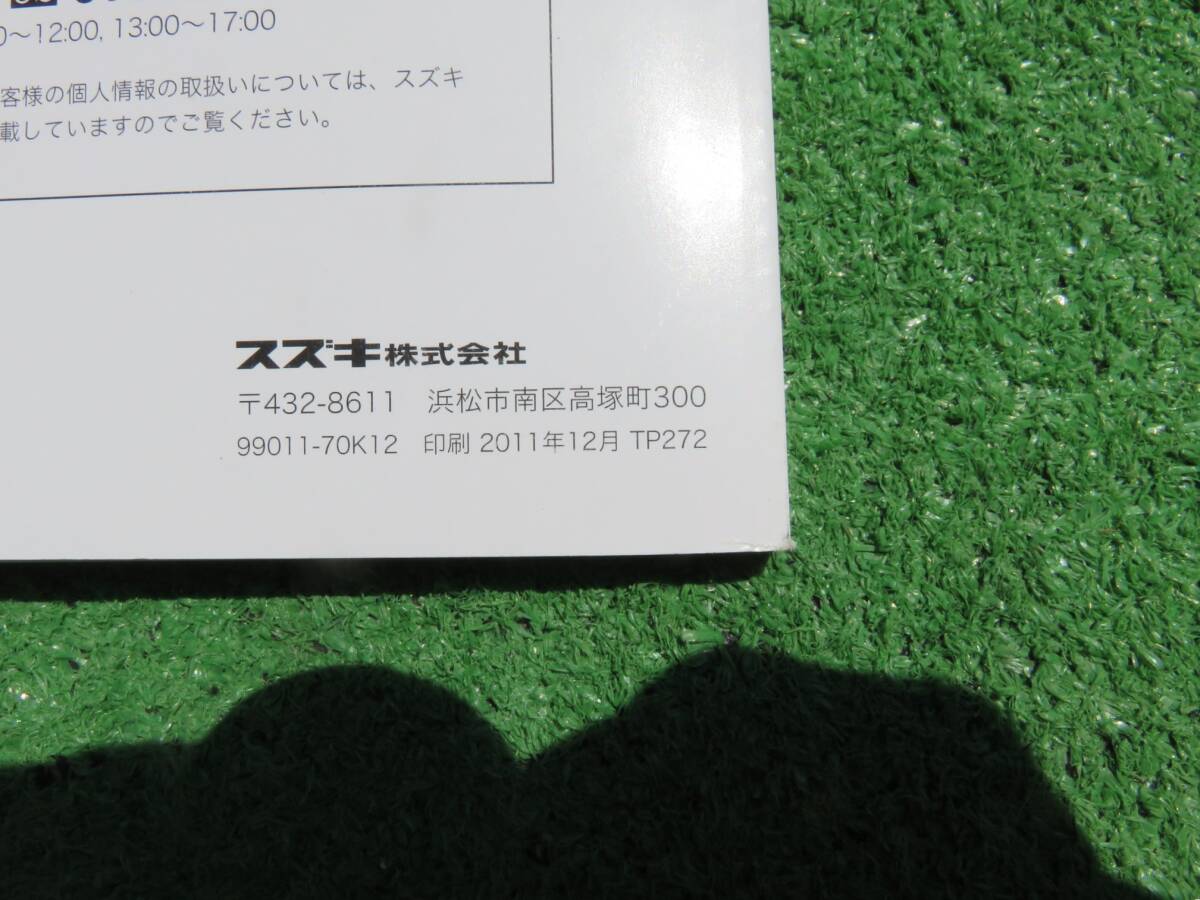 0～12:00, 13:00～17:00
客様の個人情報の取扱いについては、スズキ
載していますのでご覧ください。
スズキ株式会社
〒432-8611 浜松市南区高塚町300
99011-70K12 印刷 2011年12月 TP272